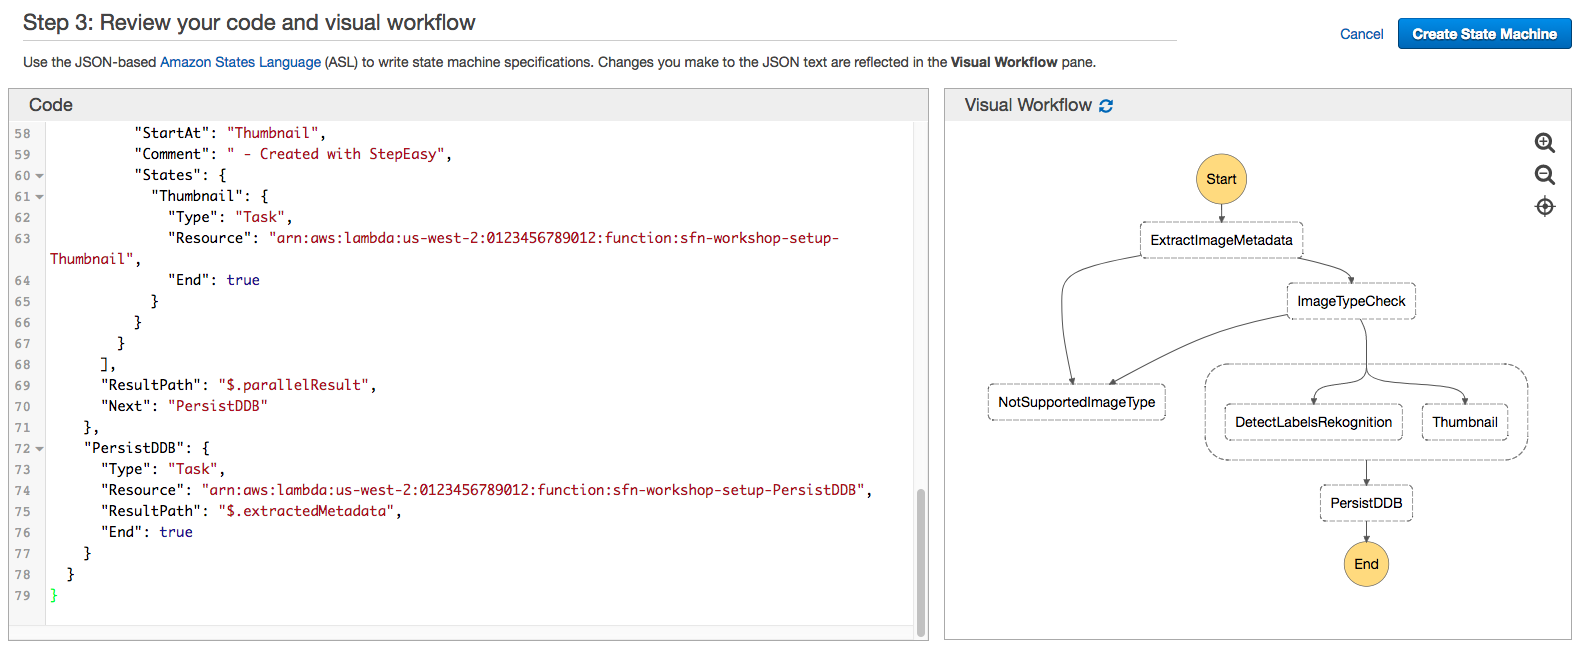 Step 3: Review your code and visual workflow
Cancel
Create State Machine
Use the JSON-based Amazon States Language (ASL) to write state machine specifications. Changes you make to the JSON text are reflected in the Visual Workflow pane.
Code
58 "StartAt": "Thumbnail",
59 "Comment": " - Created with StepEasy",
60 "States": {
61 "Thumbnail": {
62 "Type": "Task",
63 "Resource": "arn:aws:lambda:us-west-2:0123456789012:function:sfn-workshop-setup-
Thumbnail",
64 "End": true
65 }
66 }
67 }
68 ],
69 "ResultPath": "$.parallelResult",
70 "Next": "PersistDDB"
71 },
72 "PersistDDB": {
73 "Type": "Task",
74 "Resource": "arn:aws:lambda:us-west-2:0123456789012:function:sfn-workshop-setup-PersistDDB",
75 "ResultPath": "$.extractedMetadata",
76 "End": true
77 }
78 }
79 }
Visual Workflow
Start
ExtractImageMetadata
ImageTypeCheck
NotSupportedImageType
DetectLabelsRekognition
Thumbnail
PersistDDB
End